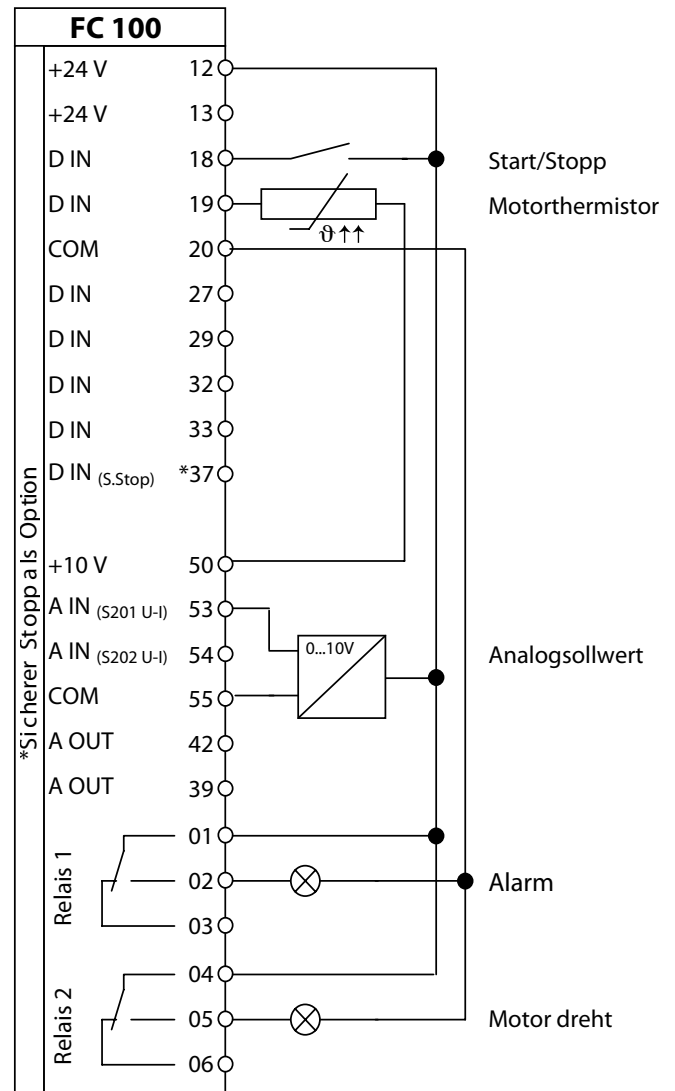 FC 100
+24 V 12
+24 V 13
D IN 18 Start/Stopp
D IN 19 Motorthermistor
ϑ↑↑
COM 20
D IN 27
D IN 29
D IN 32
D IN 33
D IN (S.Stop) *37
*Sicherer Stopp als Option
+10 V 50
A IN (S201 U-I) 53
0...10V
A IN (S202 U-I) 54 Analogsollwert
COM 55
A OUT 42
A OUT 39
Relais 1
01
02 Alarm
03
Relais 2
04
05 Motor dreht
06